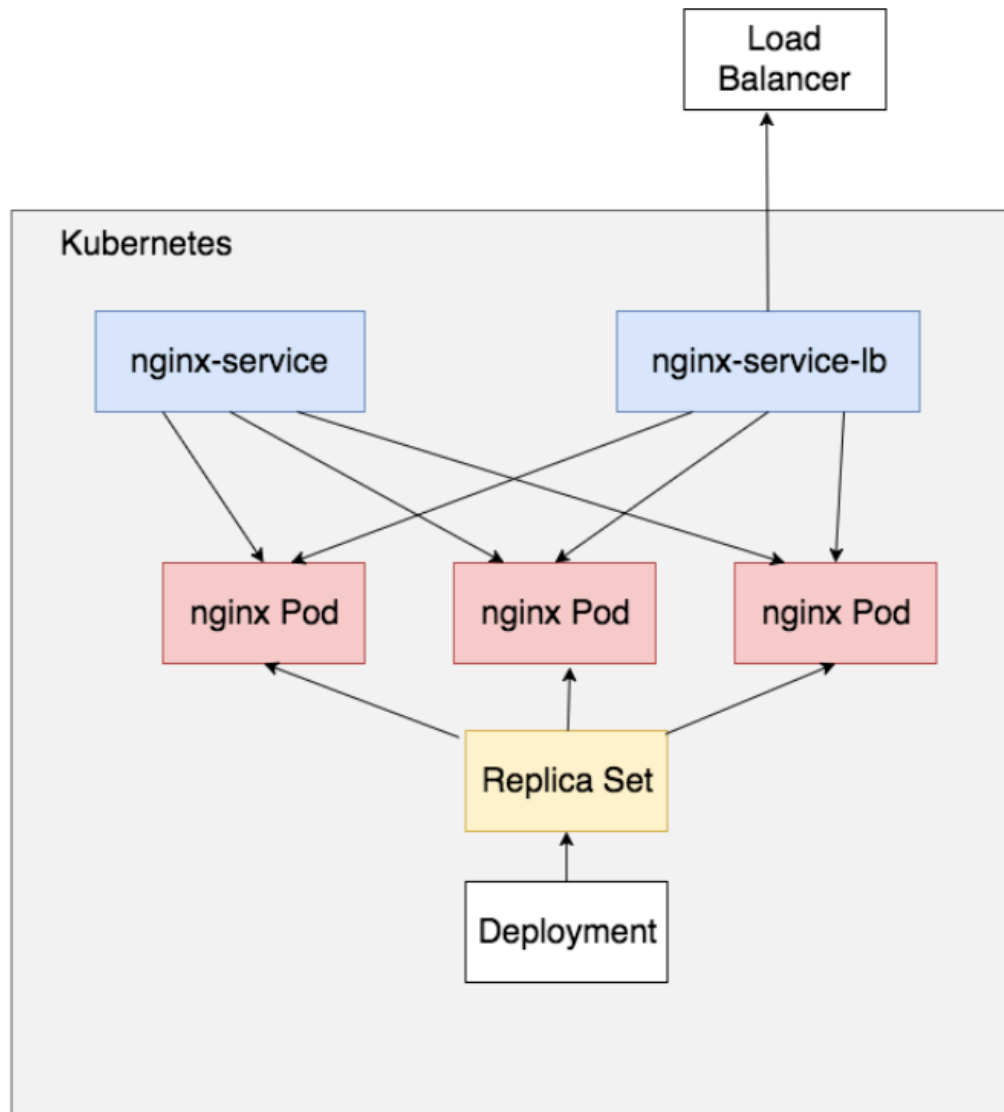 Load
Balancer
Kubernetes
nginx-service
nginx-service-lb
nginx Pod
nginx Pod
nginx Pod
Replica Set
Deployment